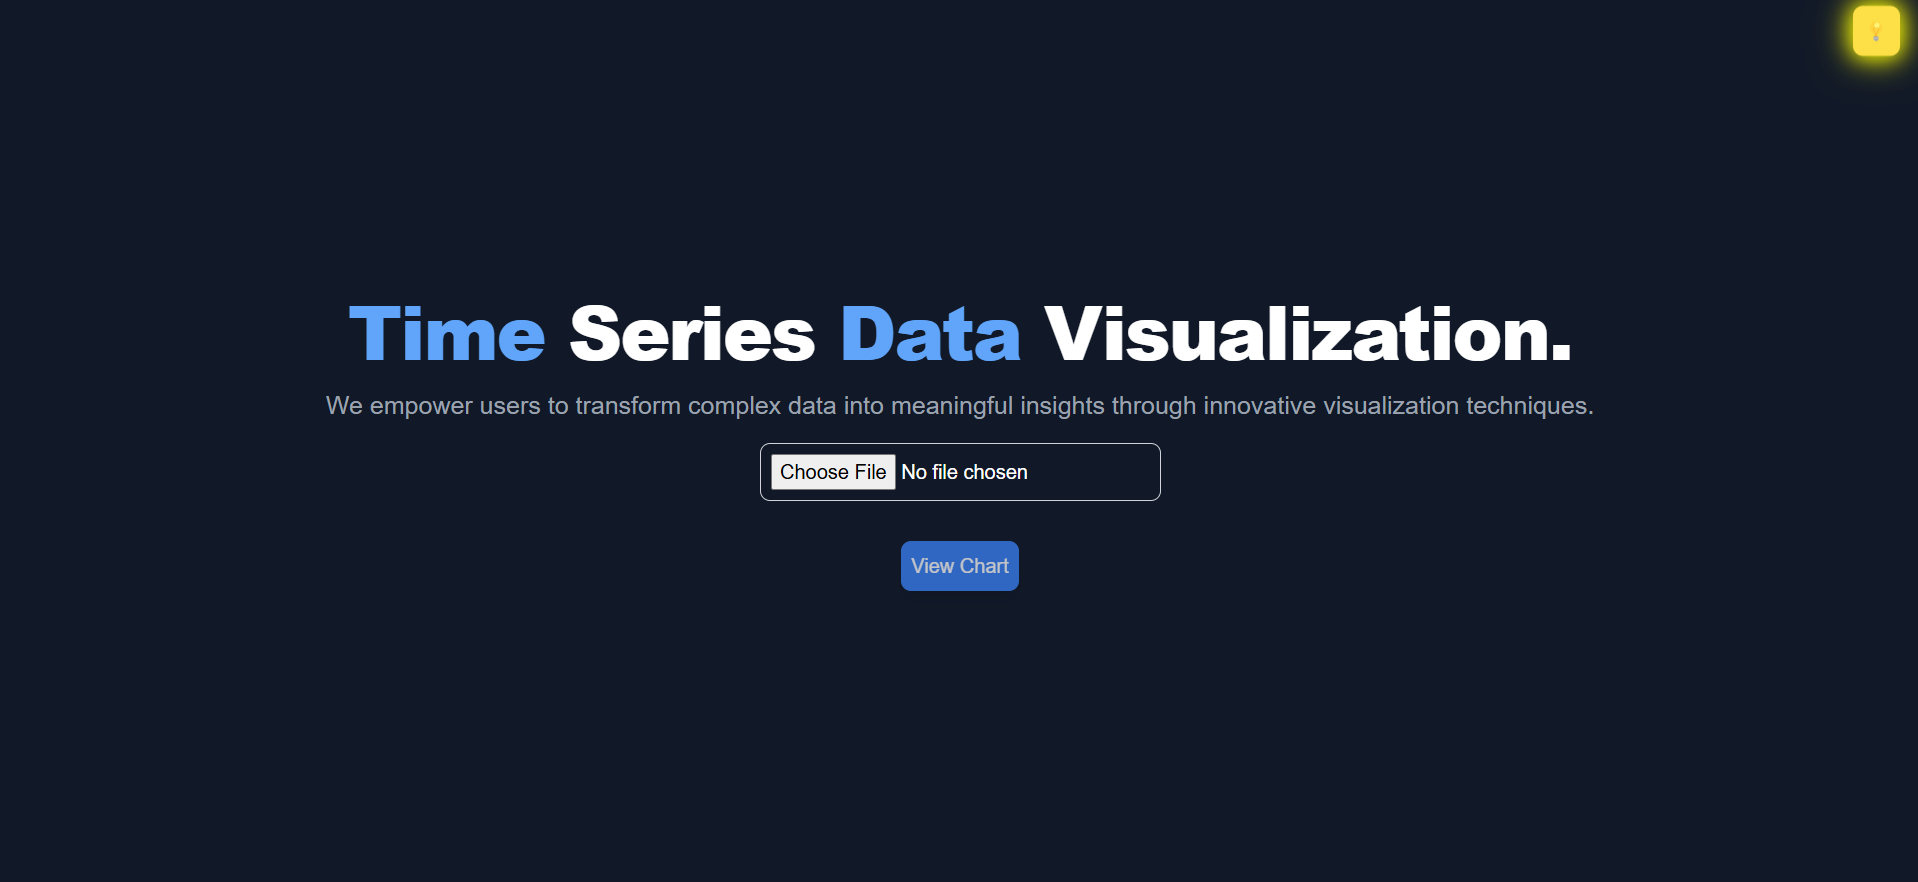 Time Series Data Visualization.
We empower users to transform complex data into meaningful insights through innovative visualization techniques.
Choose File No file chosen
View Chart